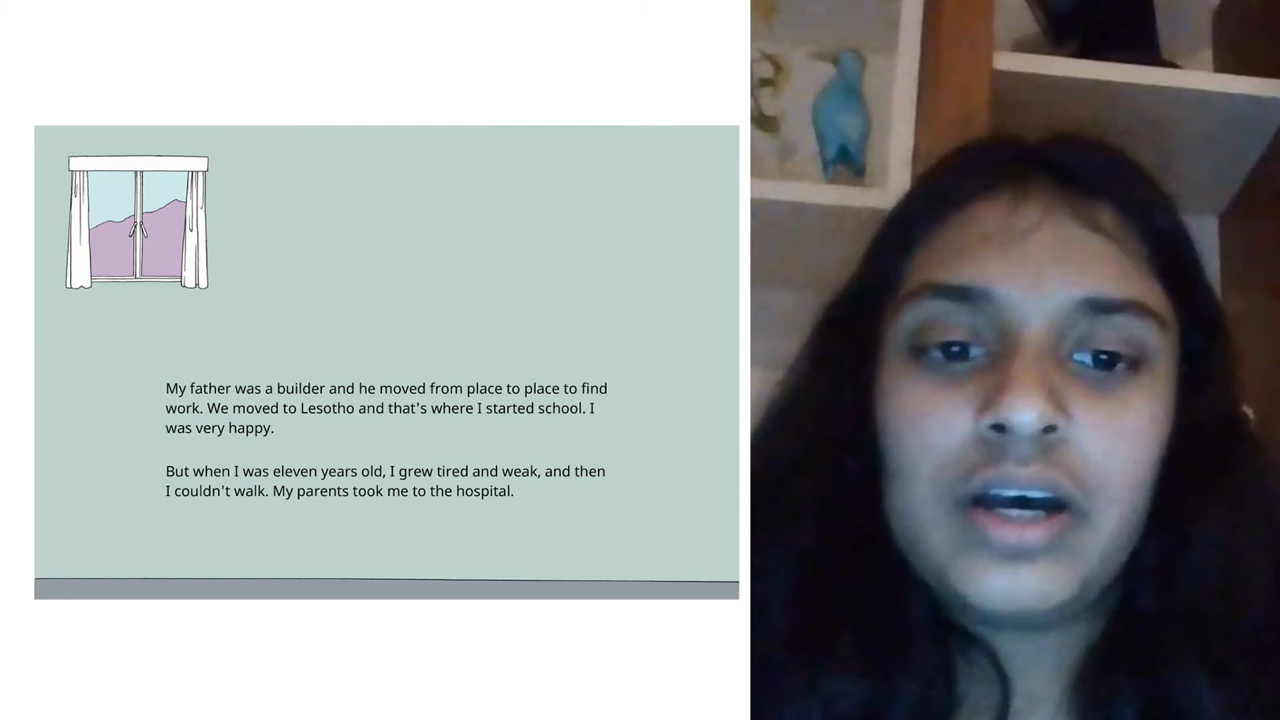 My father was a builder and he moved from place to place to find
work. We moved to Lesotho and that's where I started school. I
was very happy.
But when I was eleven years old, I grew tired and weak, and then
I couldn't walk. My parents took me to the hospital.